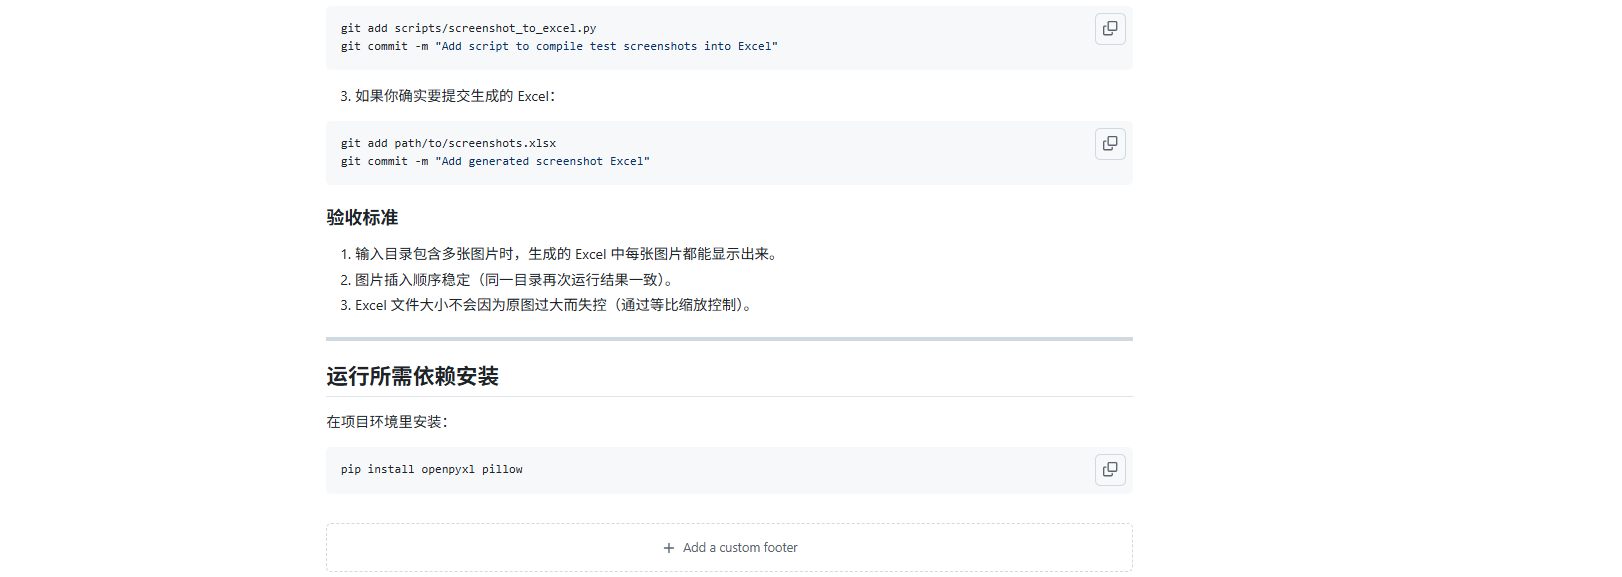 git add scripts/screenshot_to_excel.py
git commit -m "Add script to compile test screenshots into Excel"
3. 如果你确实要提交生成的 Excel：
git add path/to/screenshots.xlsx
git commit -m "Add generated screenshot Excel"
验收标准
1. 输入目录包含多张图片时，生成的 Excel 中每张图片都能显示出来。
2. 图片插入顺序稳定（同一目录再次运行结果一致）。
3. Excel 文件大小不会因为原图过大而失控（通过等比缩放控制）。
运行所需依赖安装
在项目环境里安装：
pip install openpyxl pillow
Add a custom footer